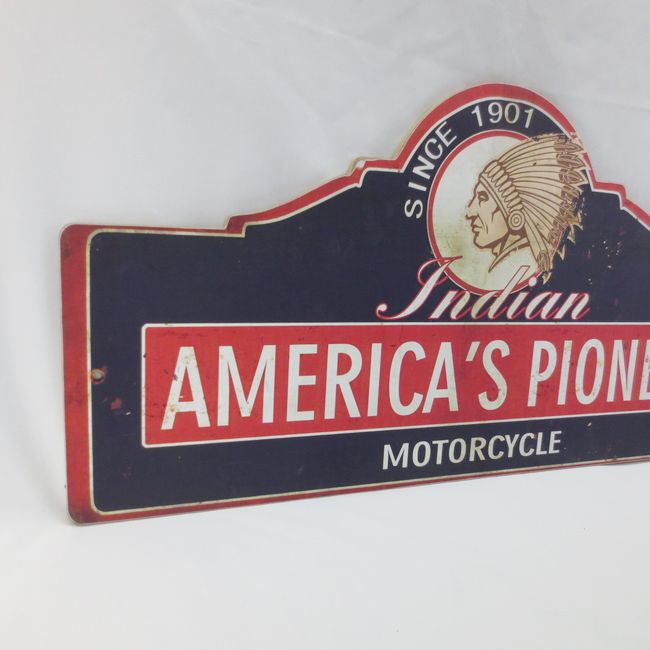 SINCE 1901
Indian
AMERICA'S PIONE
MOTORCYCLE